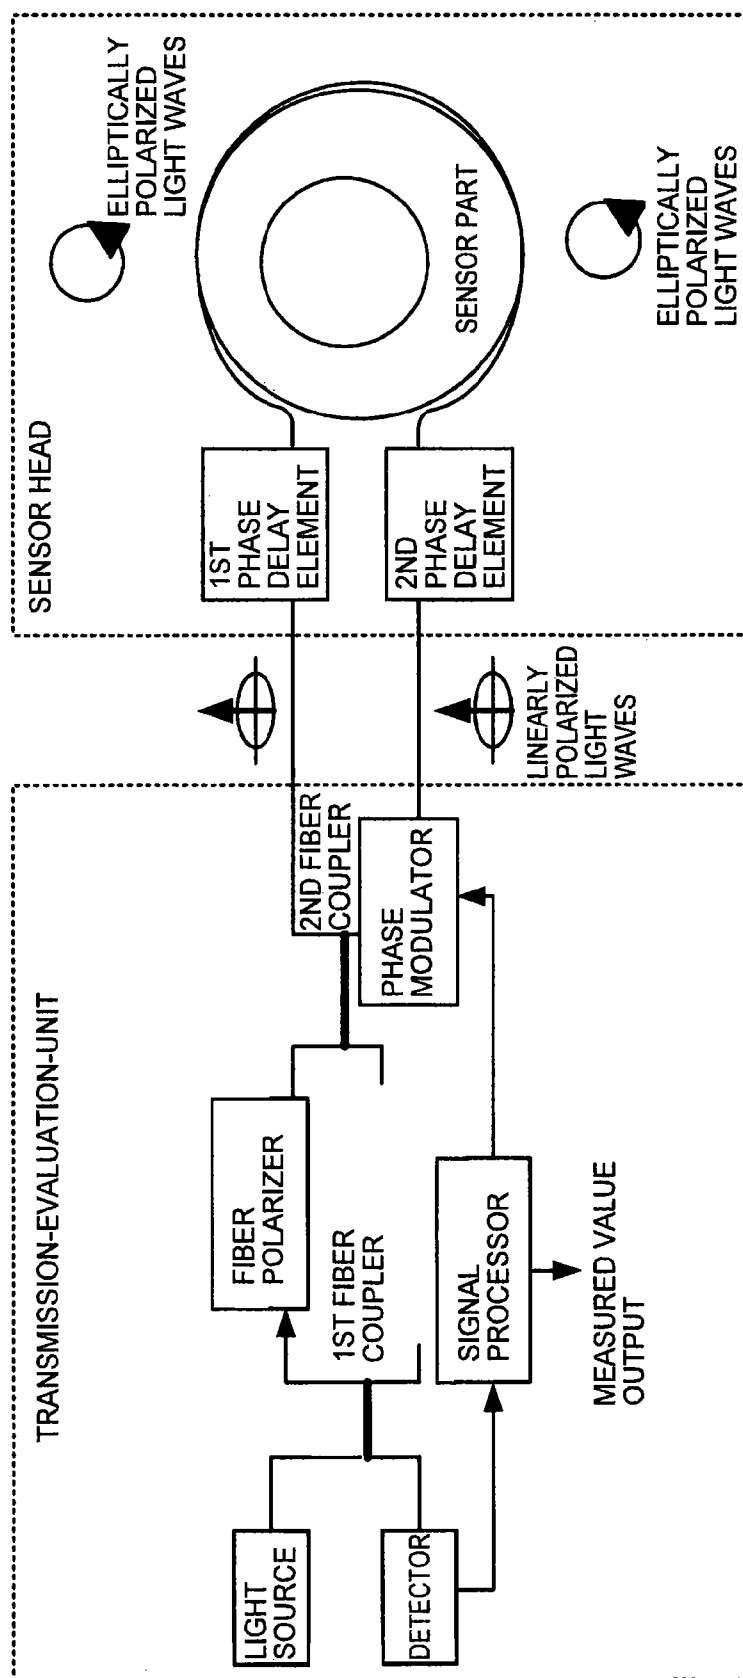 TRANSMISSION-EVALUATION-UNIT
LIGHT
SOURCE
DETECTOR
1ST FIBER
COUPLER
FIBER
POLARIZER
SIGNAL
PROCESSOR
MEASURED VALUE
OUTPUT
2ND FIBER
COUPLER
PHASE
MODULATOR
LINEARLY
POLARIZED
LIGHT
WAVES
SENSOR HEAD
1ST
PHASE
DELAY
ELEMENT
2ND
PHASE
DELAY
ELEMENT
SENSOR PART
ELLIPTICALLY
POLARIZED
LIGHT WAVES
ELLIPTICALLY
POLARIZED
LIGHT WAVES